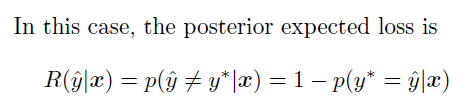 In this case, the posterior expected loss is
R(ŷ|x) = p(ŷ ≠ y*|x) = 1 − p(y* = ŷ|x)